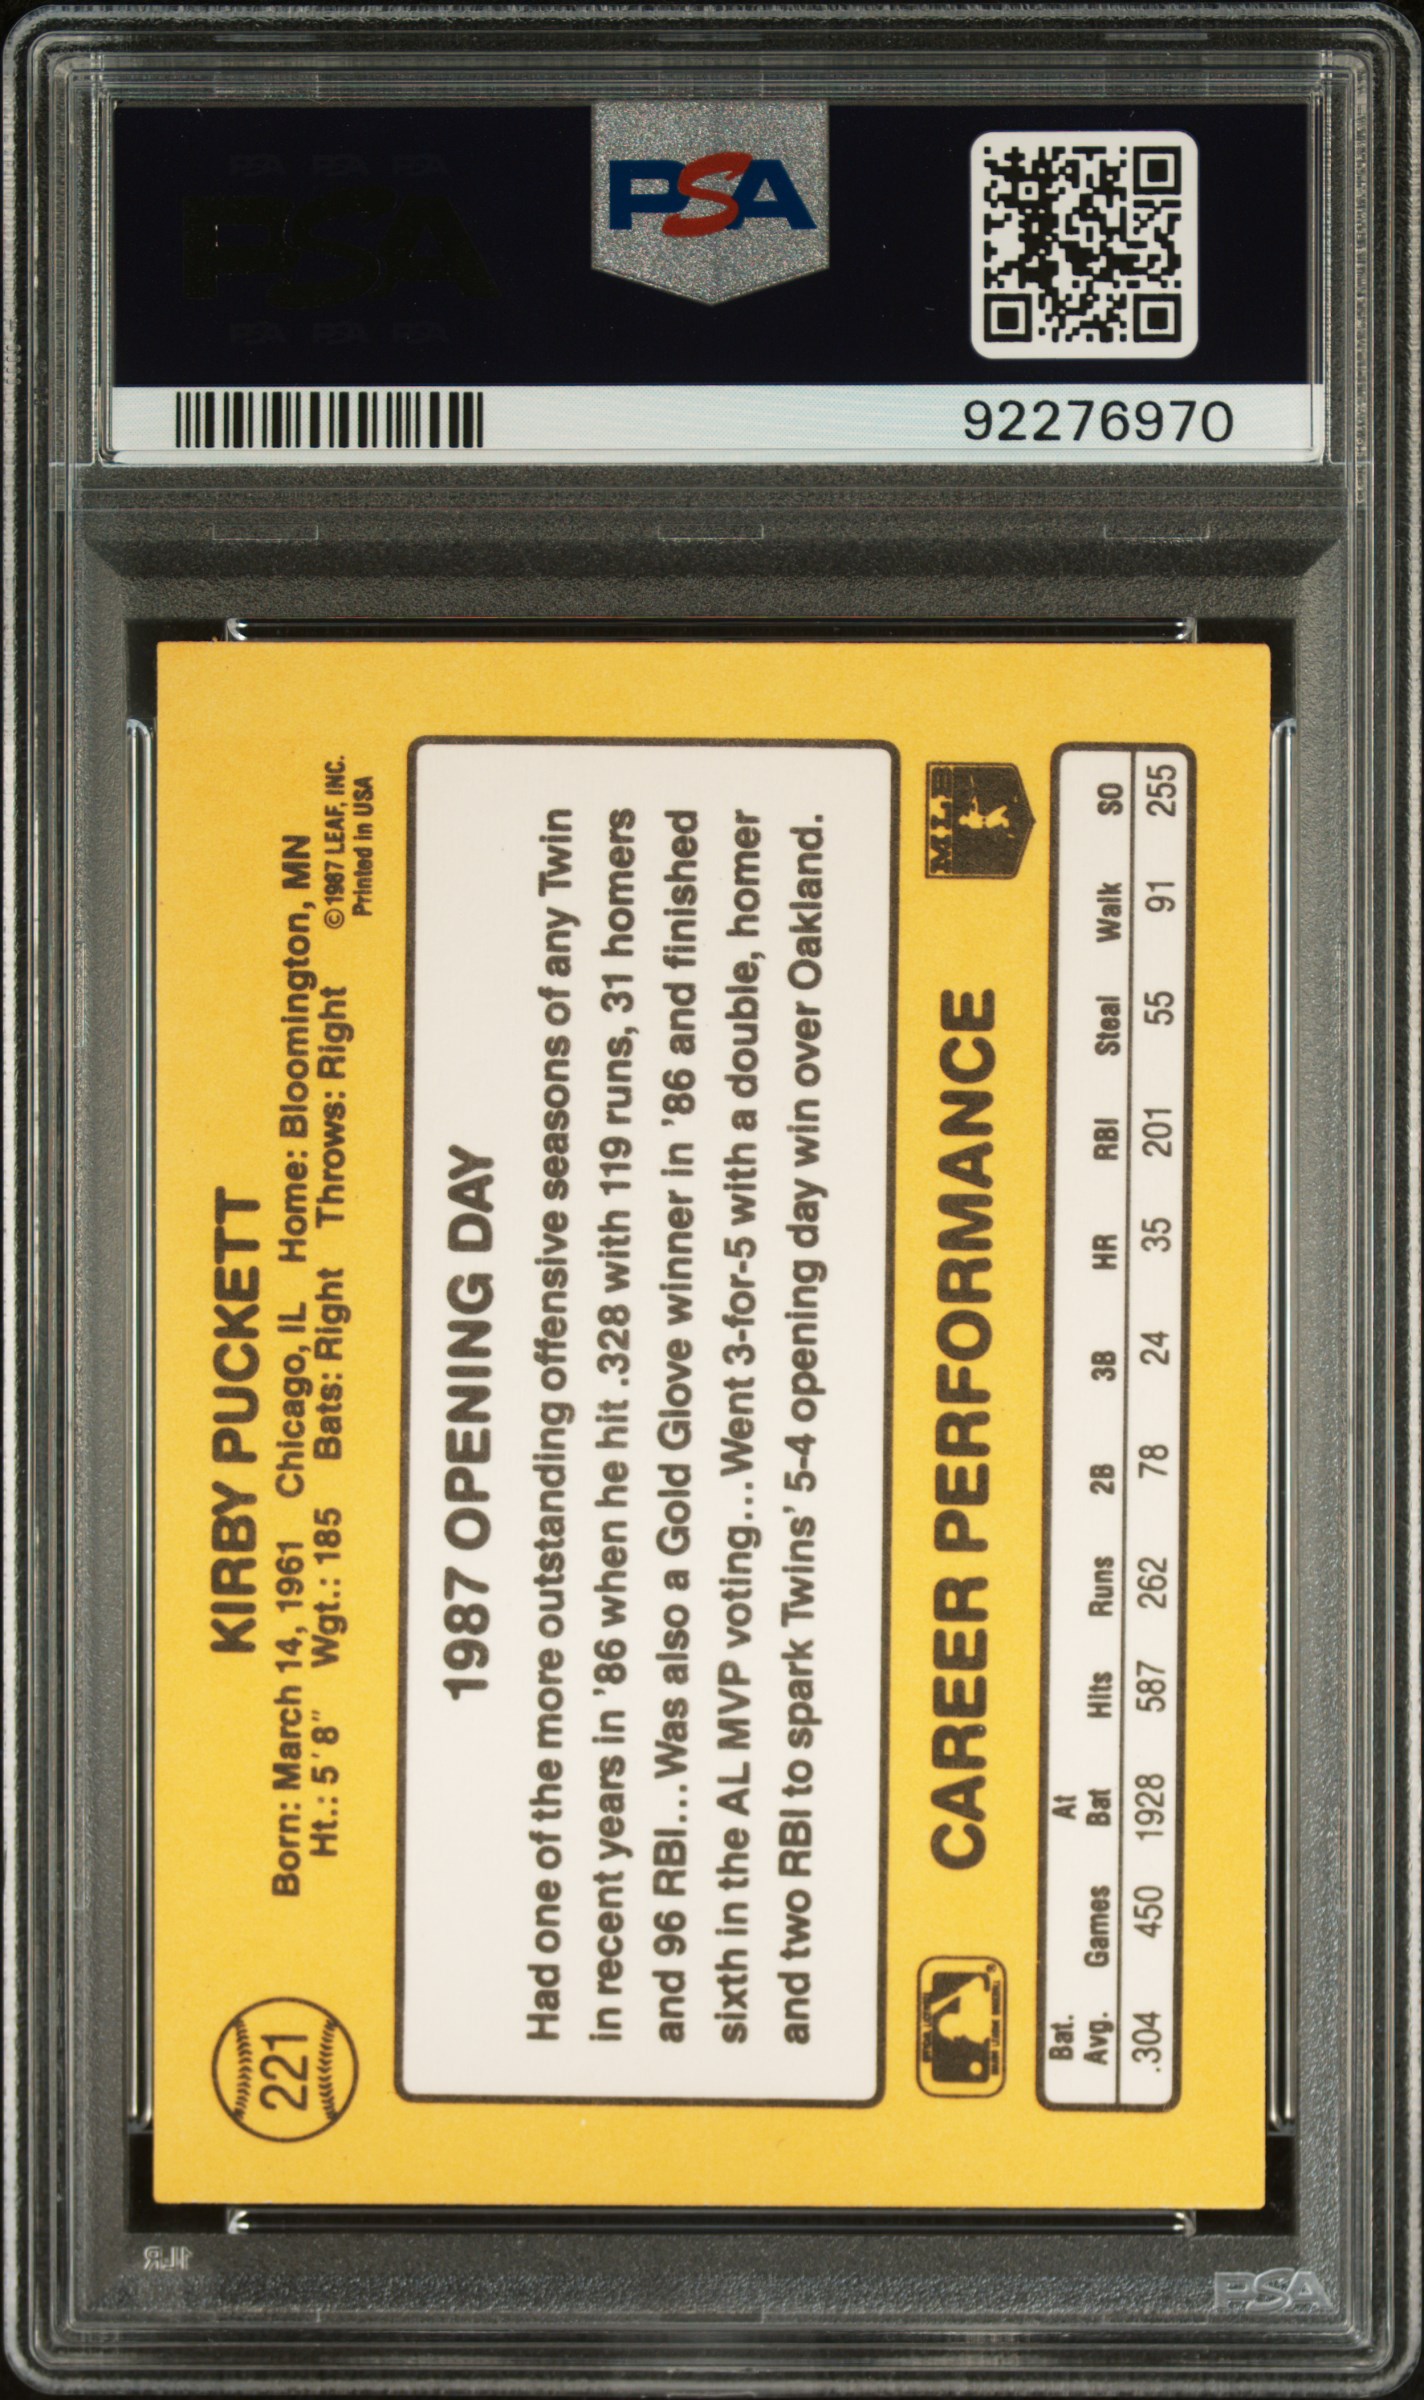 PSA
92276970
221
KIRBY PUCKETT
Born: March 14, 1961 Chicago, IL Home: Bloomington, MN
Ht.: 5'8" Wgt.: 185 Bats: Right Throws: Right
©1987 LEAF, INC.
Printed in USA
1987 OPENING DAY
Had one of the more outstanding offensive seasons of any Twin
in recent years in '86 when he hit .328 with 119 runs, 31 homers
and 96 RBI...Was also a Gold Glove winner in '86 and finished
sixth in the AL MVP voting...Went 3-for-5 with a double, homer
and two RBI to spark Twins' 5-4 opening day win over Oakland.
CAREER PERFORMANCE
MLB
Bat. Avg. Games At Bat Hits Runs 2B 3B HR RBI Steal Walk SO
.304 450 1928 587 262 78 24 35 201 55 91 255
PSA